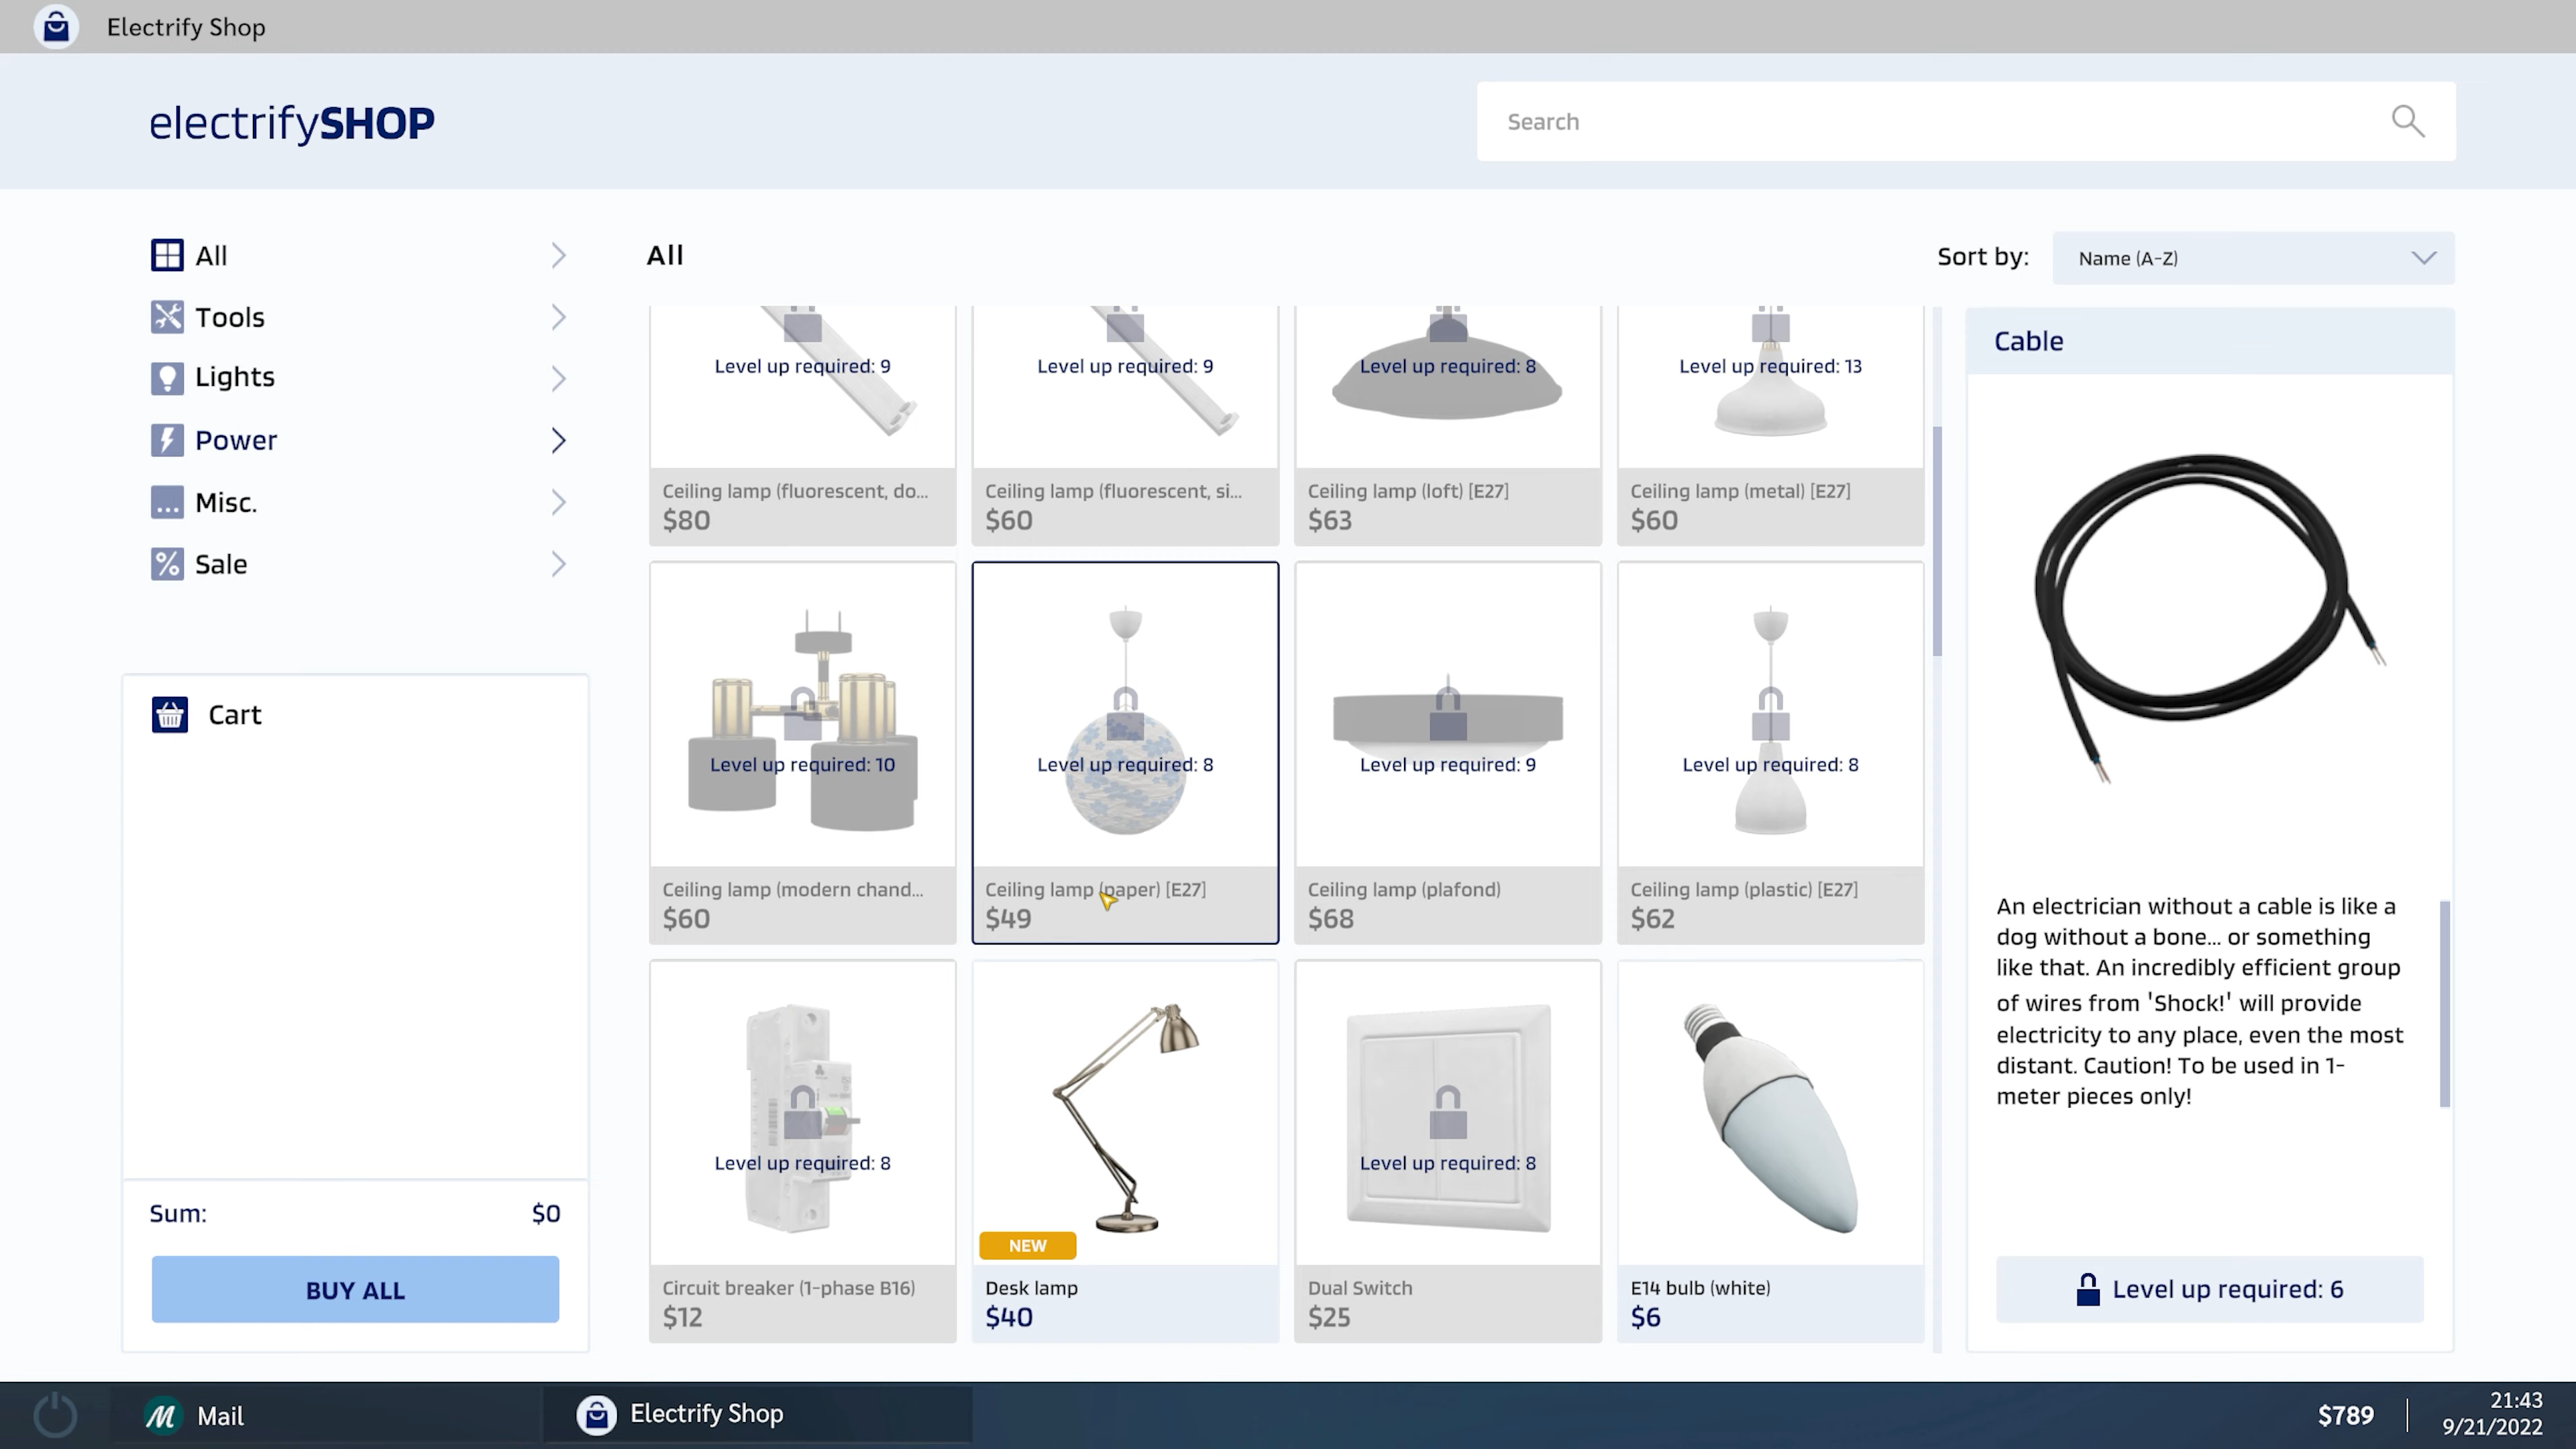 Electrify Shop
electrifySHOP
Search
All
Tools
Lights
Power
Misc.
Sale
Cart
Sum: $0
BUY ALL
All
Sort by: Name (A-Z)
Level up required: 9
Ceiling lamp (fluorescent, do...
$80
Level up required: 9
Ceiling lamp (fluorescent, si...
$60
Level up required: 8
Ceiling lamp (loft) [E27]
$63
Level up required: 13
Ceiling lamp (metal) [E27]
$60
Level up required: 10
Ceiling lamp (modern chand...
$60
Level up required: 8
Ceiling lamp (paper) [E27]
$49
Level up required: 9
Ceiling lamp (plafond)
$68
Level up required: 8
Ceiling lamp (plastic) [E27]
$62
Level up required: 8
Circuit breaker (1-phase B16)
$12
NEW
Desk lamp
$40
Level up required: 8
Dual Switch
$25
E14 bulb (white)
$6
Cable
An electrician without a cable is like a
dog without a bone... or something
like that. An incredibly efficient group
of wires from 'Shock!' will provide
electricity to any place, even the most
distant. Caution! To be used in 1-
meter pieces only!
Level up required: 6
Mail
Electrify Shop
$789
21:43
9/21/2022